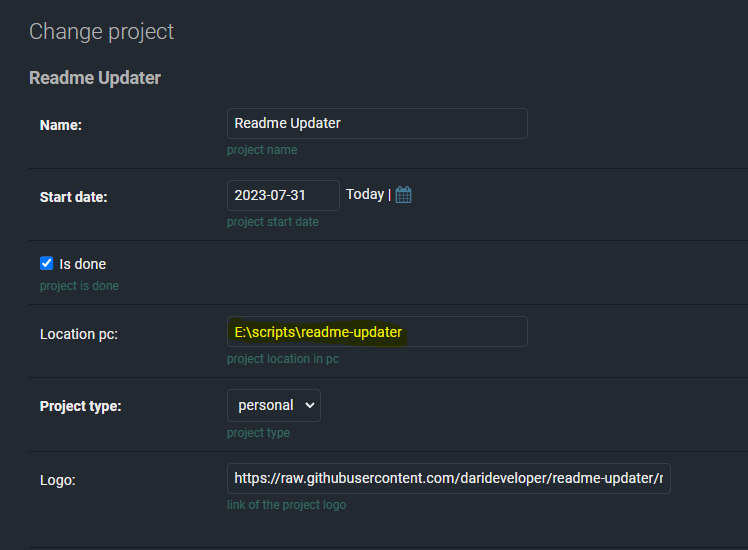 Change project
Readme Updater
Name:
Readme Updater
project name
Start date:
2023-07-31
Today |
project start date
Is done
project is done
Location pc:
E:\scripts\readme-updater
project location in pc
Project type:
personal
project type
Logo:
https://raw.githubusercontent.com/darideveloper/readme-updater/r
link of the project logo